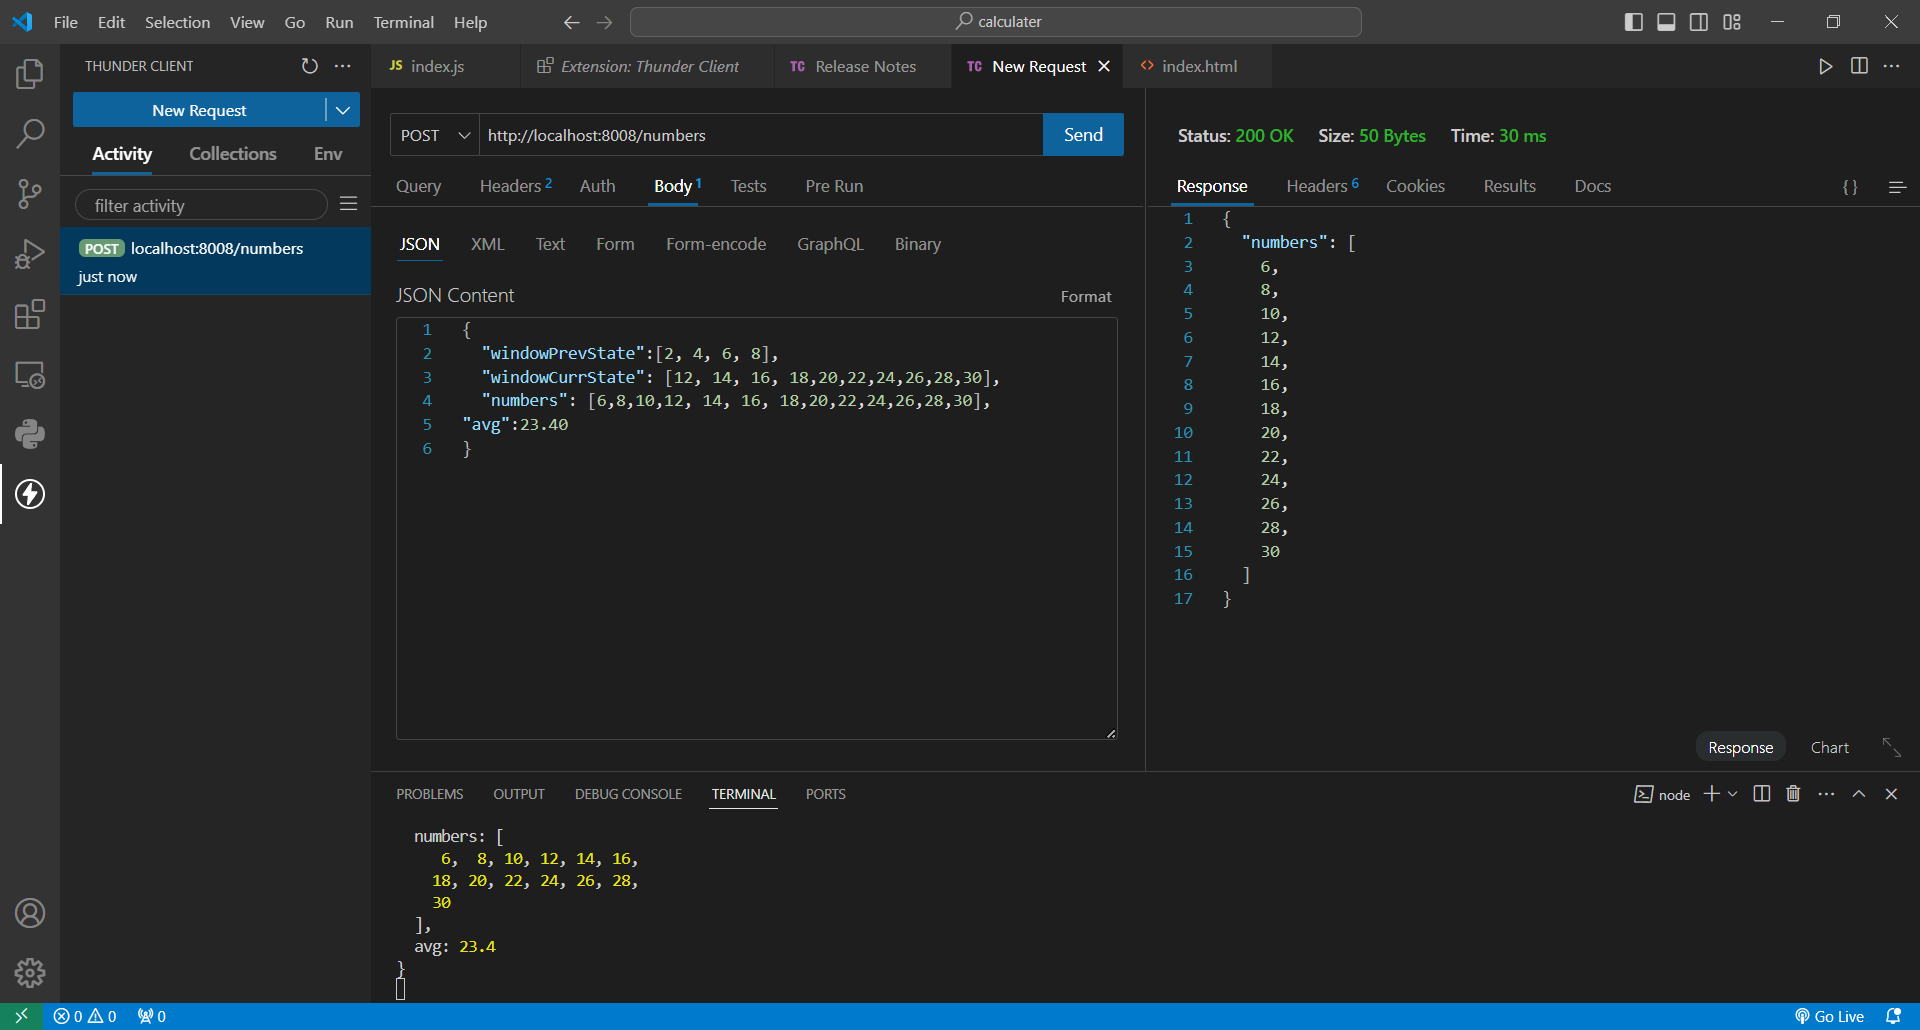 File Edit Selection View Go Run Terminal Help
calculater
THUNDER CLIENT
New Request
Activity Collections Env
filter activity
POST localhost:8008/numbers
just now
JS index.js
Extension: Thunder Client
TC Release Notes
TC New Request
<> index.html
POST http://localhost:8008/numbers Send
Query Headers 2 Auth Body 1 Tests Pre Run
JSON XML Text Form Form-encode GraphQL Binary
JSON Content Format
1 {
2 "windowPrevState":[2, 4, 6, 8],
3 "windowCurrState": [12, 14, 16, 18,20,22,24,26,28,30],
4 "numbers": [6,8,10,12, 14, 16, 18,20,22,24,26,28,30],
5 "avg":23.40
6 }
Status: 200 OK Size: 50 Bytes Time: 30 ms
Response Headers 6 Cookies Results Docs {}
1 {
2 "numbers": [
3 6,
4 8,
5 10,
6 12,
7 14,
8 16,
9 18,
10 20,
11 22,
12 24,
13 26,
14 28,
15 30
16 ]
17 }
Response Chart
PROBLEMS OUTPUT DEBUG CONSOLE TERMINAL PORTS
node
numbers: [
6, 8, 10, 12, 14, 16,
18, 20, 22, 24, 26, 28,
30
],
avg: 23.4
}
0 0 0
Go Live